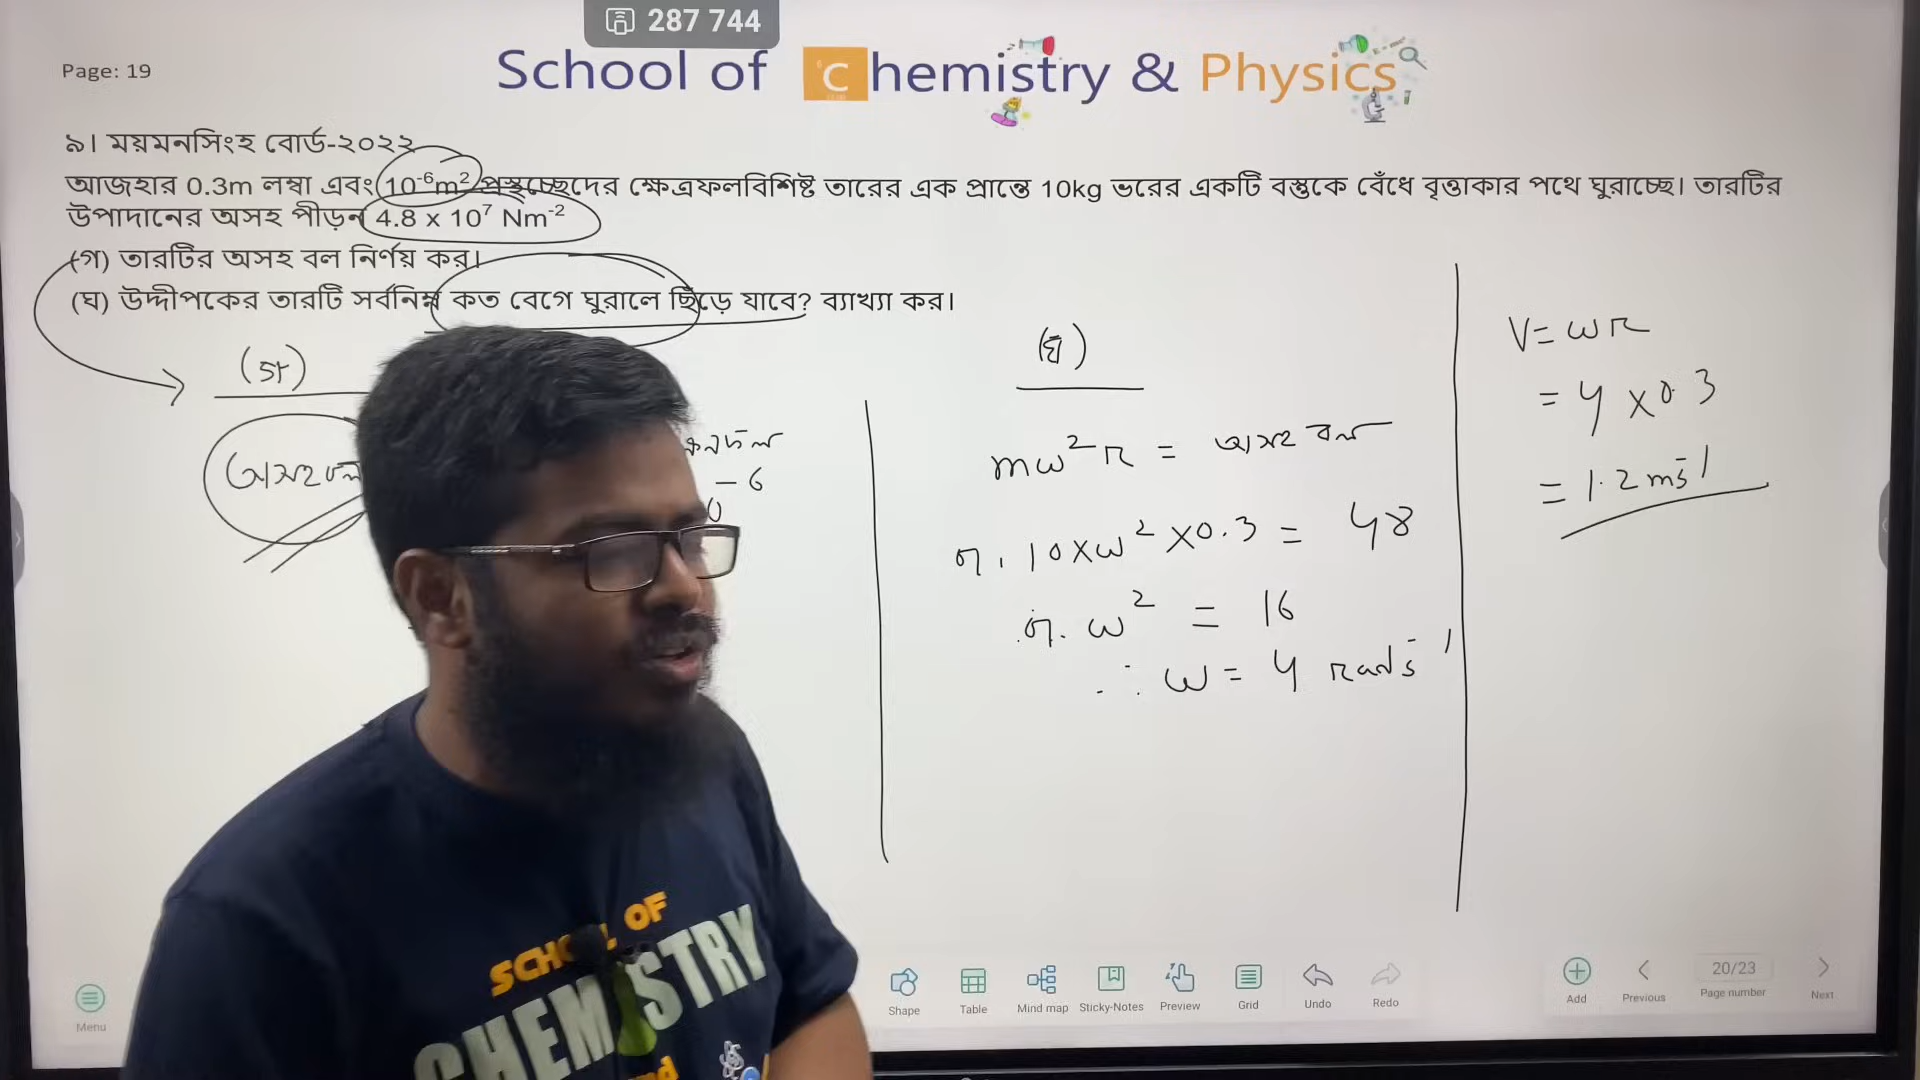 287 744
Page: 19
School of Chemistry & Physics
৯। ময়মনসিংহ বোর্ড-২০২২
আজহার 0.3m লম্বা এবং 10⁻⁶m² প্রস্থচ্ছেদের ক্ষেত্রফলবিশিষ্ট তারের এক প্রান্তে 10kg ভরের একটি বস্তুকে বেঁধে বৃত্তাকার পথে ঘুরাচ্ছে। তারটির
উপাদানের অসহ পীড়ন 4.8 x 10⁷ Nm⁻²
(গ) তারটির অসহ বল নির্ণয় কর।
(ঘ) উদ্দীপকের তারটি সর্বনিম্ন কত বেগে ঘুরালে ছিঁড়ে যাবে? ব্যাখ্যা কর।
(গ)
অসহ বল
-6
(ঘ)
mω²r = অসহ বল
বা, 10xω²x0.3 = 48
বা, ω² = 16
∴ ω = 4 rads⁻¹
V = ωr
= 4 x 0.3
= 1.2 ms⁻¹
SCHOOL OF
CHEMISTRY
Menu
Shape
Table
Mind map
Sticky-Notes
Preview
Grid
Undo
Redo
Add
Previous
20/23
Page number
Next